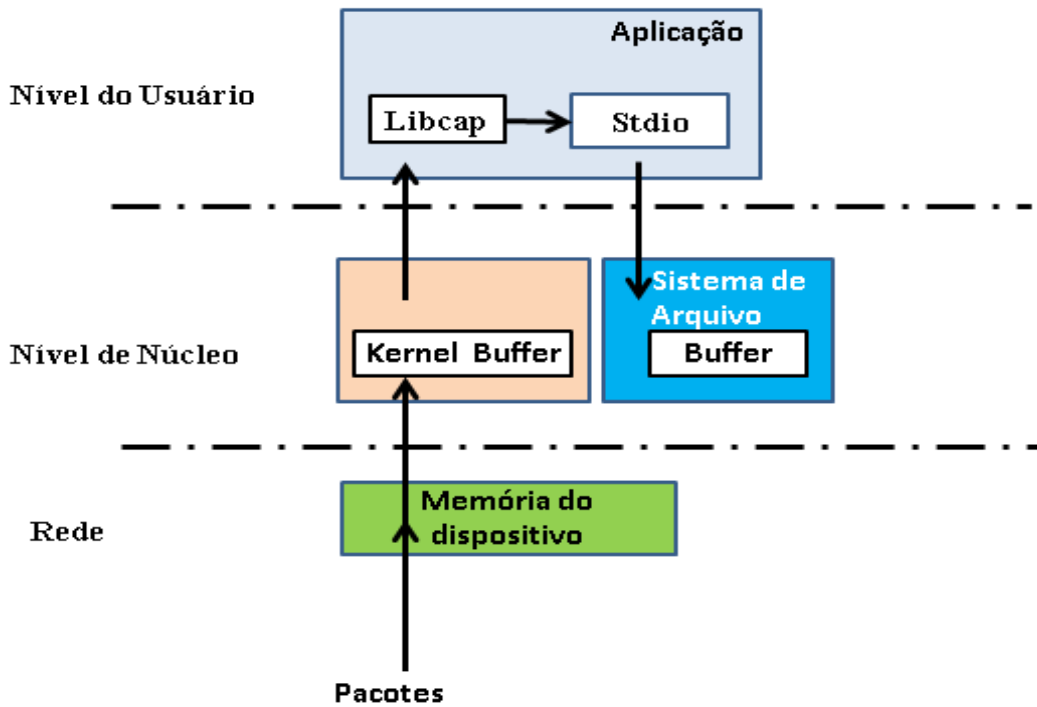 Aplicação
Nível do Usuário
Libcap
Stdio
Sistema de
Arquivo
Nível de Núcleo
Kernel Buffer
Buffer
Memória do
dispositivo
Rede
Pacotes